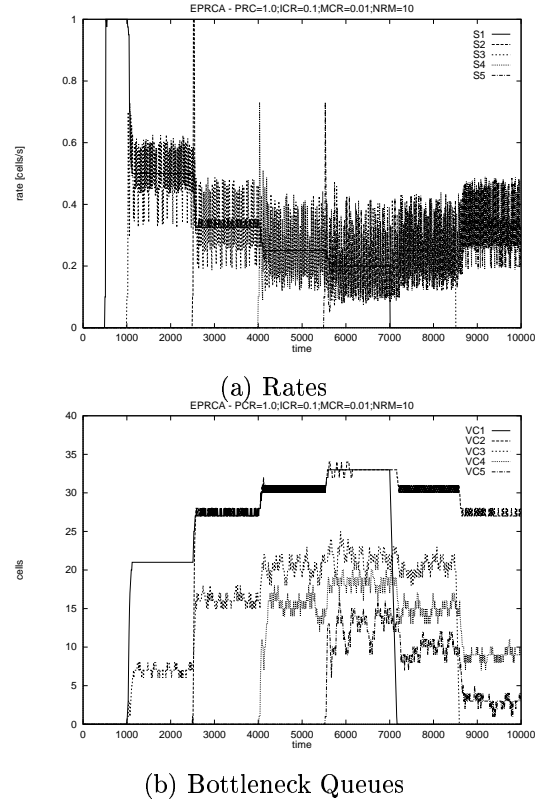 EPRCA - PRC=1.0;ICR=0.1;MCR=0.01;NRM=10
S1
S2
S3
S4
S5
rate [cells/s]
1
0.8
0.6
0.4
0.2
0
0 1000 2000 3000 4000 5000 6000 7000 8000 9000 10000
time
(a) Rates
EPRCA - PCR=1.0;ICR=0.1;MCR=0.01;NRM=10
VC1
VC2
VC3
VC4
VC5
cells
40
35
30
25
20
15
10
5
0
0 1000 2000 3000 4000 5000 6000 7000 8000 9000 10000
time
(b) Bottleneck Queues